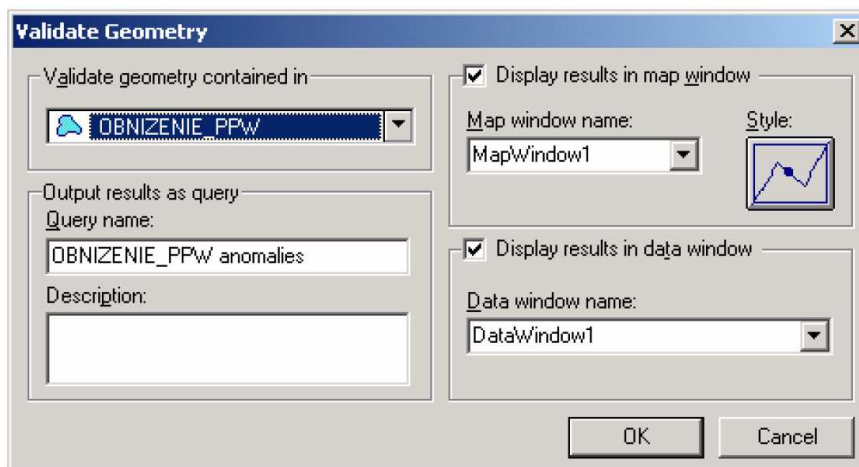 Validate Geometry
Validate geometry contained in
OBNIZENIE_PPW
Output results as query
Query name:
OBNIZENIE_PPW anomalies
Description:
Display results in map window
Map window name:
Style:
MapWindow1
Display results in data window
Data window name:
DataWindow1
OK
Cancel